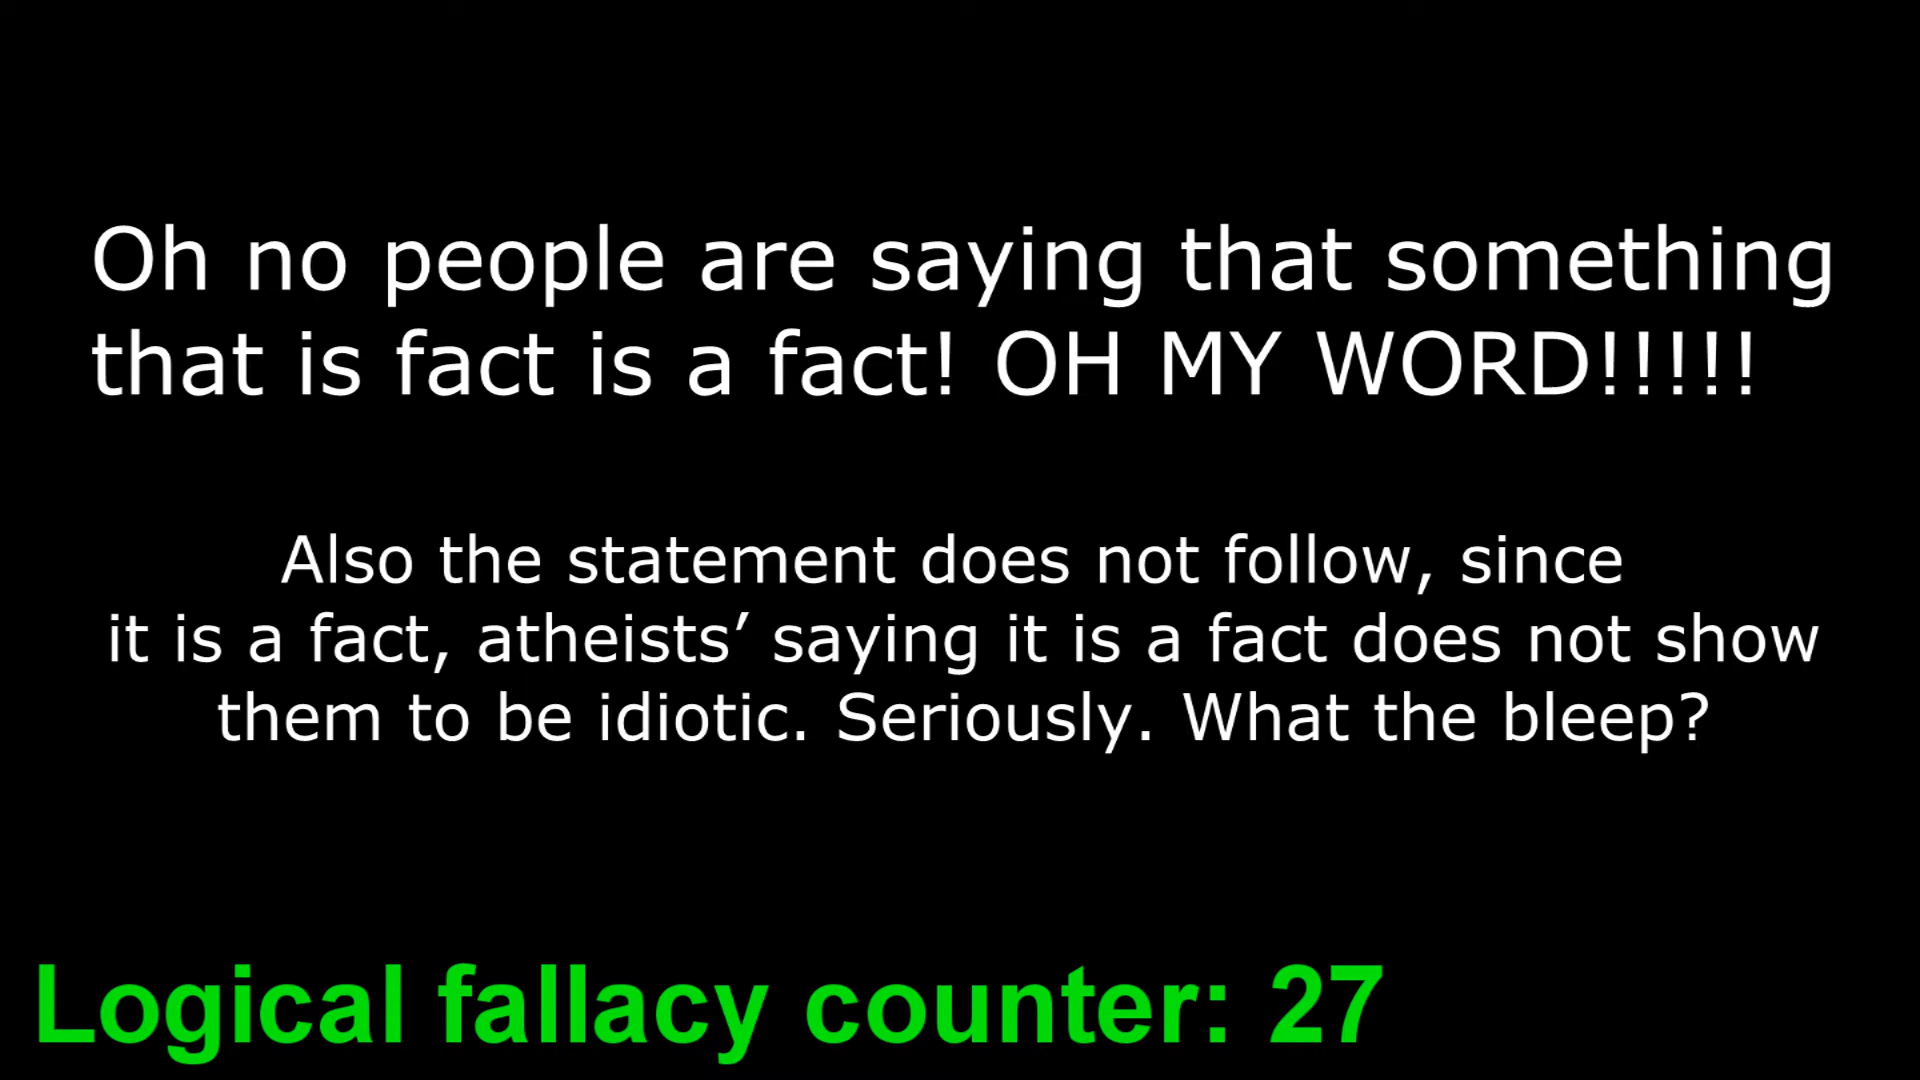 Oh no people are saying that something
that is fact is a fact! OH MY WORD!!!!!
Also the statement does not follow, since
it is a fact, atheists’ saying it is a fact does not show
them to be idiotic. Seriously. What the bleep?
Logical fallacy counter: 27